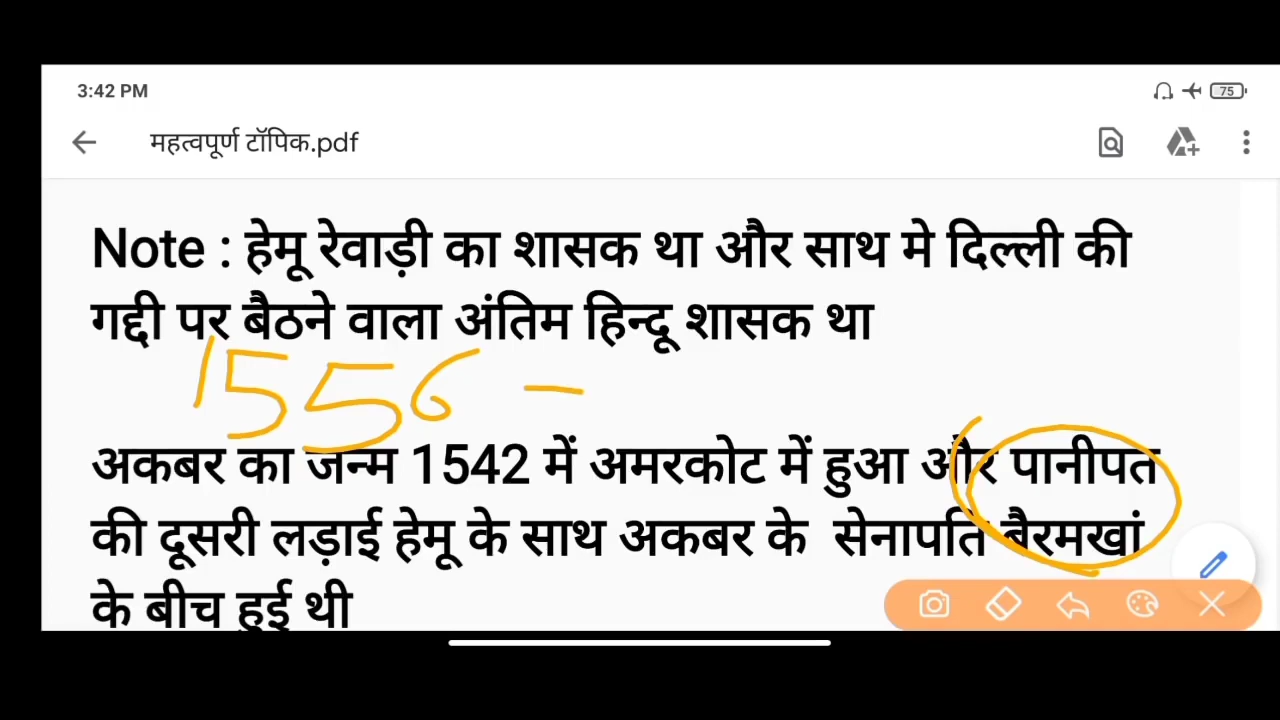 3:42 PM
75
महत्वपूर्ण टॉपिक.pdf
Note : हेमू रेवाड़ी का शासक था और साथ मे दिल्ली की
गद्दी पर बैठने वाला अंतिम हिन्दू शासक था
1556 -
अकबर का जन्म 1542 में अमरकोट में हुआ और पानीपत
की दूसरी लड़ाई हेमू के साथ अकबर के सेनापति बैरमखां
के बीच हुई थी